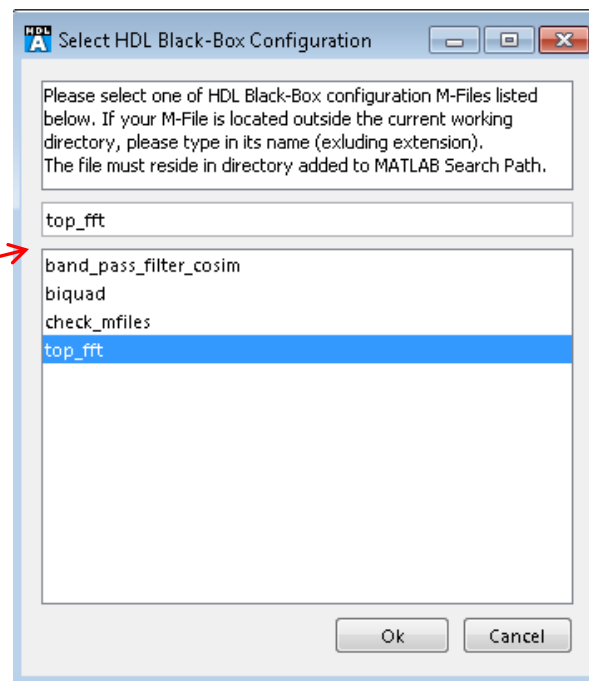 HDL
A
Select HDL Black-Box Configuration
Please select one of HDL Black-Box configuration M-Files listed
below. If your M-File is located outside the current working
directory, please type in its name (exluding extension).
The file must reside in directory added to MATLAB Search Path.
top_fft
band_pass_filter_cosim
biquad
check_mfiles
top_fft
Ok Cancel